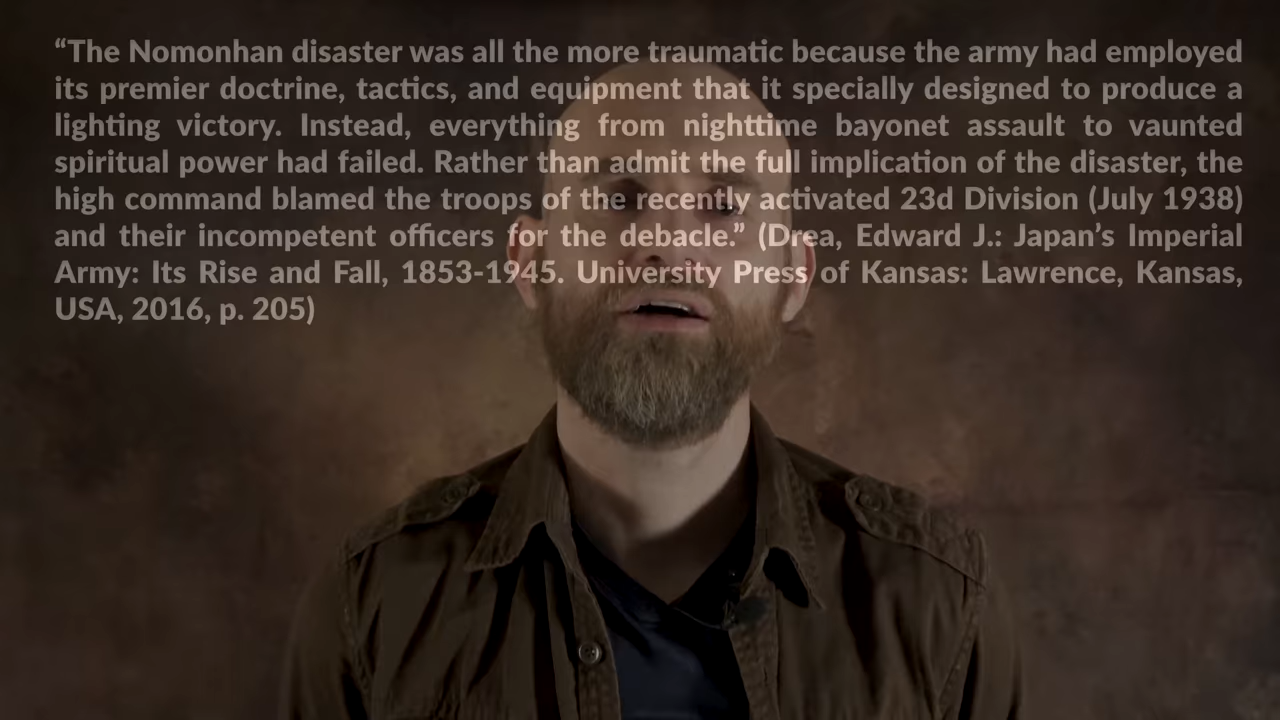 “The Nomonhan disaster was all the more traumatic because the army had employed
its premier doctrine, tactics, and equipment that it specially designed to produce a
lighting victory. Instead, everything from nighttime bayonet assault to vaunted
spiritual power had failed. Rather than admit the full implication of the disaster, the
high command blamed the troops of the recently activated 23d Division (July 1938)
and their incompetent officers for the debacle.” (Drea, Edward J.: Japan’s Imperial
Army: Its Rise and Fall, 1853-1945. University Press of Kansas: Lawrence, Kansas,
USA, 2016, p. 205)